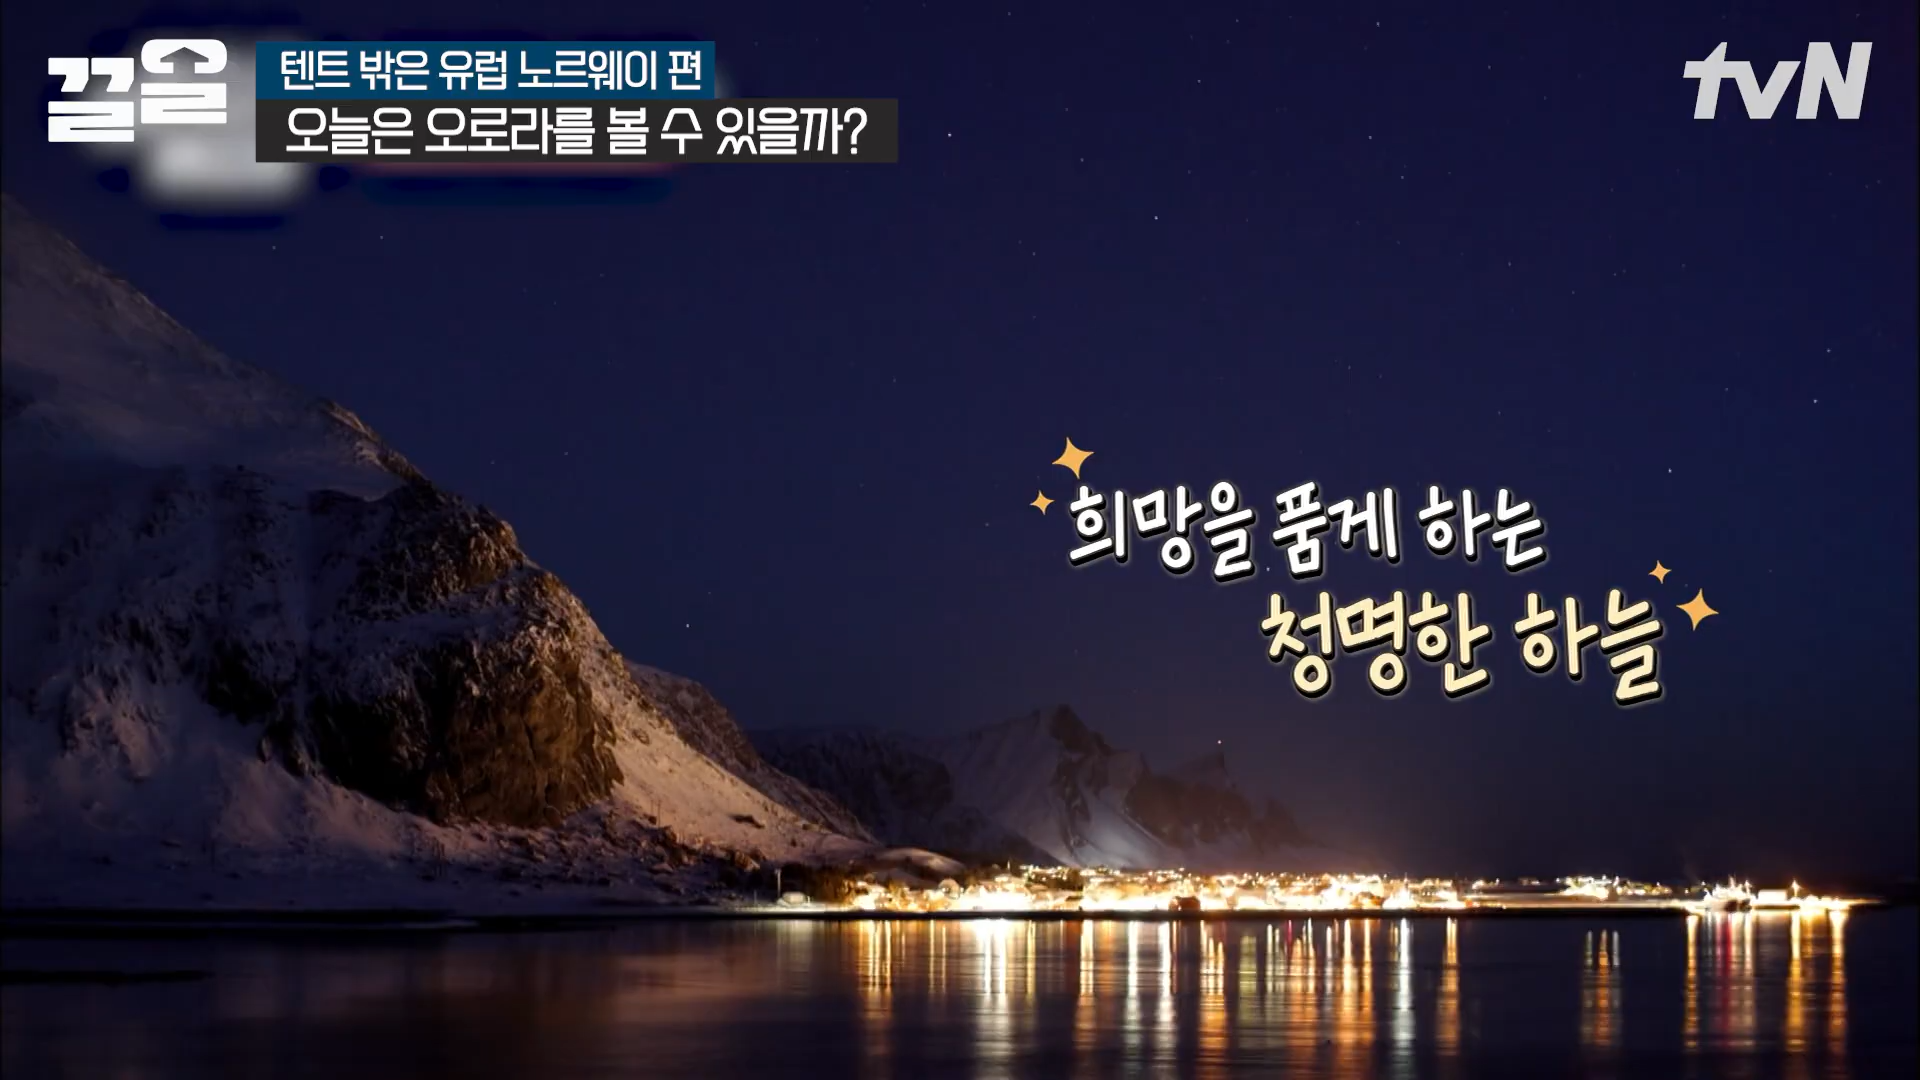 끌올
텐트 밖은 유럽 노르웨이 편
오늘은 오로라를 볼 수 있을까?
tvN
희망을 품게 하는
청명한 하늘